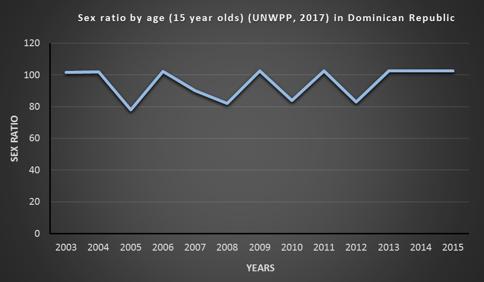 Sex ratio by age (15 year olds) (UNWPP, 2017) in Dominican Republic
120
100
80
60
40
20
0
SEX RATIO
2003 2004 2005 2006 2007 2008 2009 2010 2011 2012 2013 2014 2015
YEARS